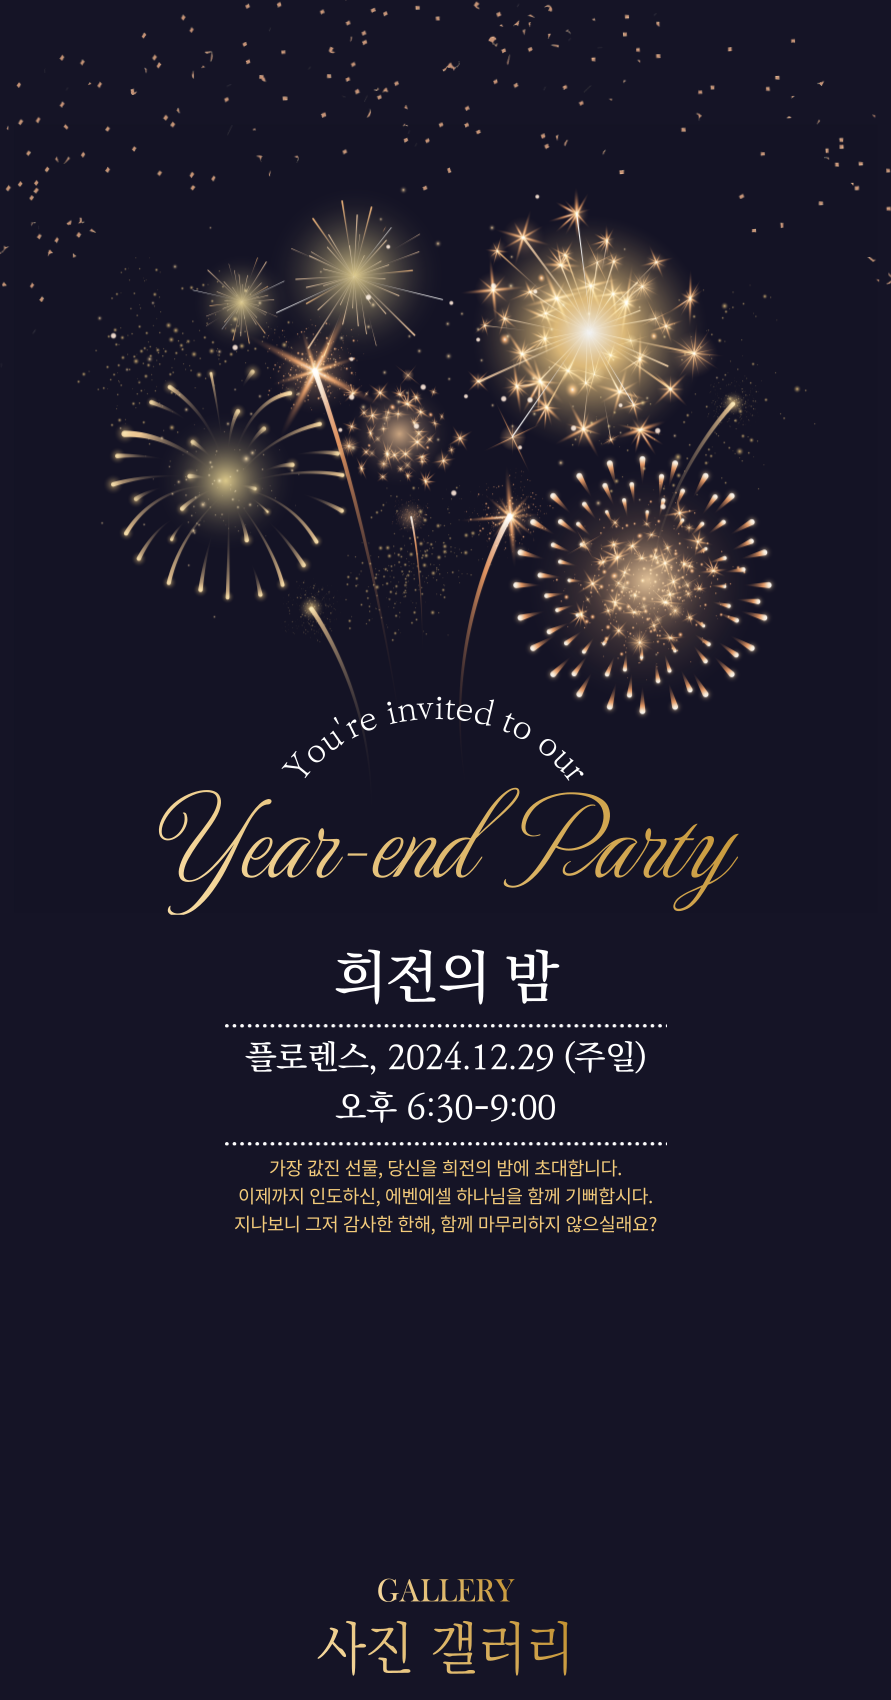 You're invited to our
Year-end Party
희전의 밤
플로렌스, 2024.12.29 (주일)
오후 6:30-9:00
가장 값진 선물, 당신을 희전의 밤에 초대합니다.
이제까지 인도하신, 에벤에셀 하나님을 함께 기뻐합시다.
지나보니 그저 감사한 한해, 함께 마무리하지 않으실래요?
GALLERY
사진 갤러리